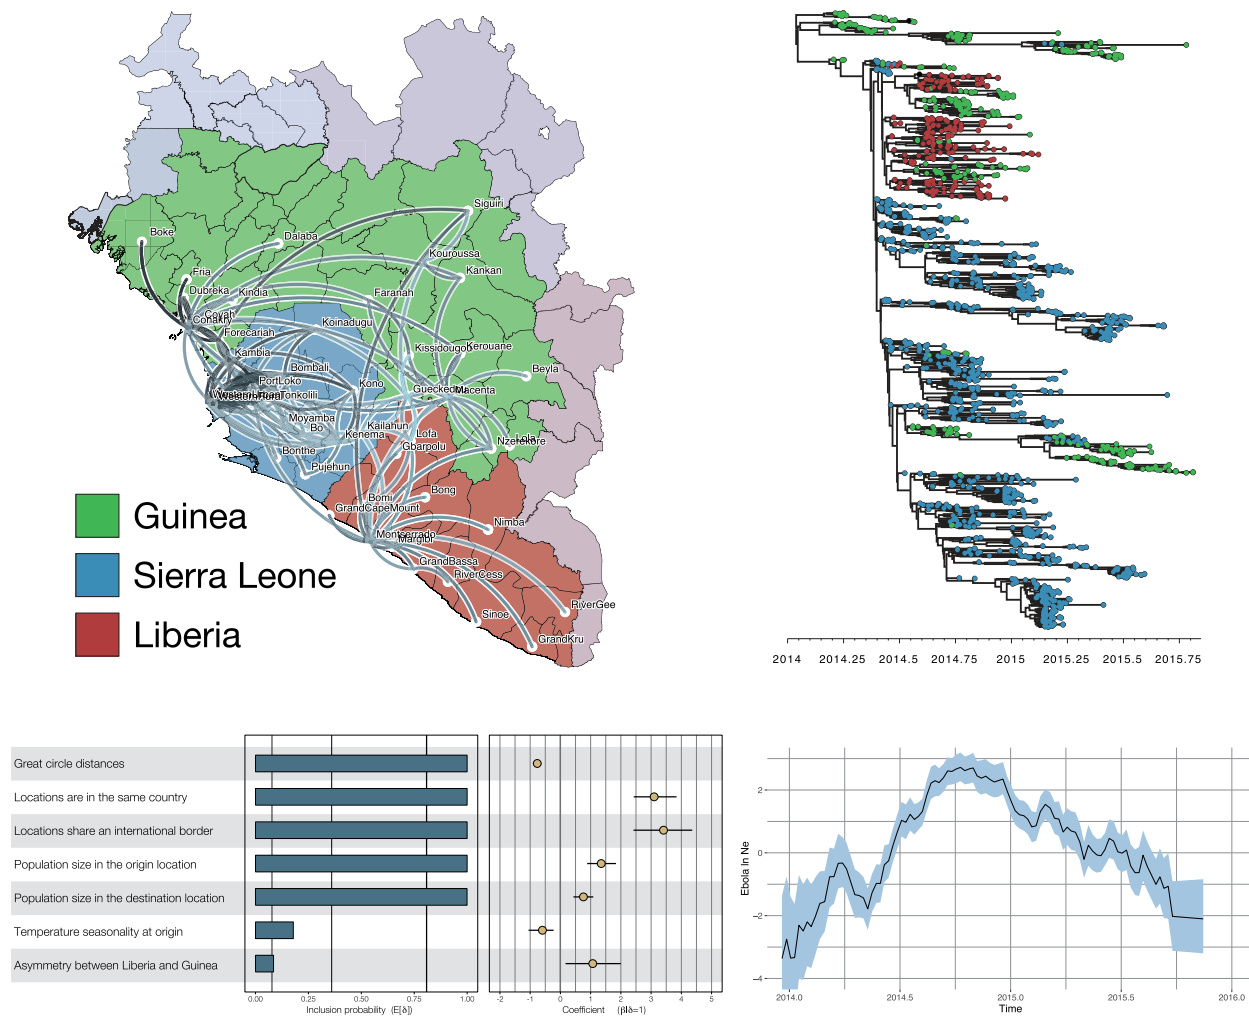 Siguiri
Boke
Dalaba
Kouroussa
Kankan
Fria
Dubreka
Kindia
Faranah
Coyah
Conakry
Koinadugu
Forecariah
Kissidougou
Kerouane
Kambia
Bombali
Beyla
PortLoko
Kono
Gueckedou
Macenta
WesternUrban
WesternRural
Tonkolili
Moyamba
Bo
Kailahun
Kenema
Lofa
Gbarpolu
Nzerekore
Lola
Bonthe
Pujehun
Bomi
Bong
GrandCapeMount
Nimba
Montserrado
Margibi
GrandBassa
RiverCess
RiverGee
Sinoe
GrandKru
Guinea
Sierra Leone
Liberia
2014 2014.25 2014.5 2014.75 2015 2015.25 2015.5 2015.75
Great circle distances
Locations are in the same country
Locations share an international border
Population size in the origin location
Population size in the destination location
Temperature seasonality at origin
Asymmetry between Liberia and Guinea
0.00 0.25 0.50 0.75 1.00
Inclusion probability (E[δ])
-2 -1 0 1 2 3 4 5
Coefficient (β|δ=1)
Ebola ln Ne
2
0
−2
−4
2014.0 2014.5 2015.0 2015.5 2016.0
Time